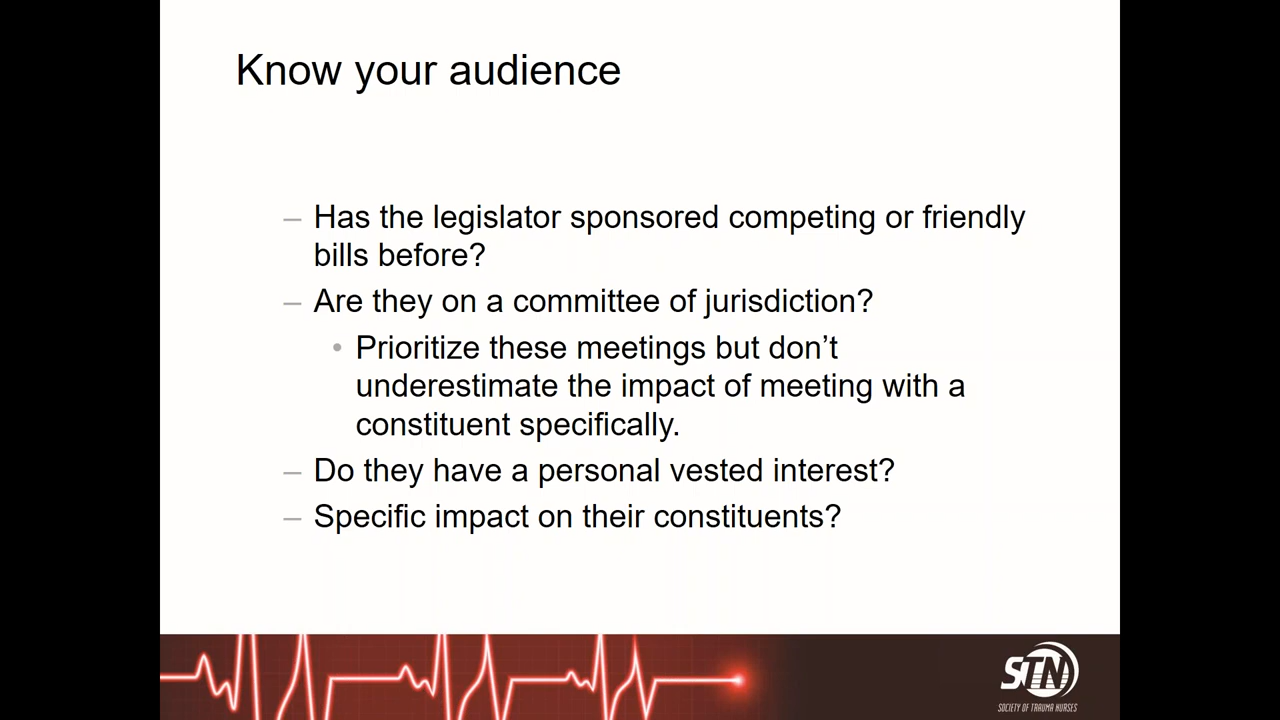 Know your audience
– Has the legislator sponsored competing or friendly
bills before?
– Are they on a committee of jurisdiction?
• Prioritize these meetings but don’t
underestimate the impact of meeting with a
constituent specifically.
– Do they have a personal vested interest?
– Specific impact on their constituents?
STN
SOCIETY OF TRAUMA NURSES